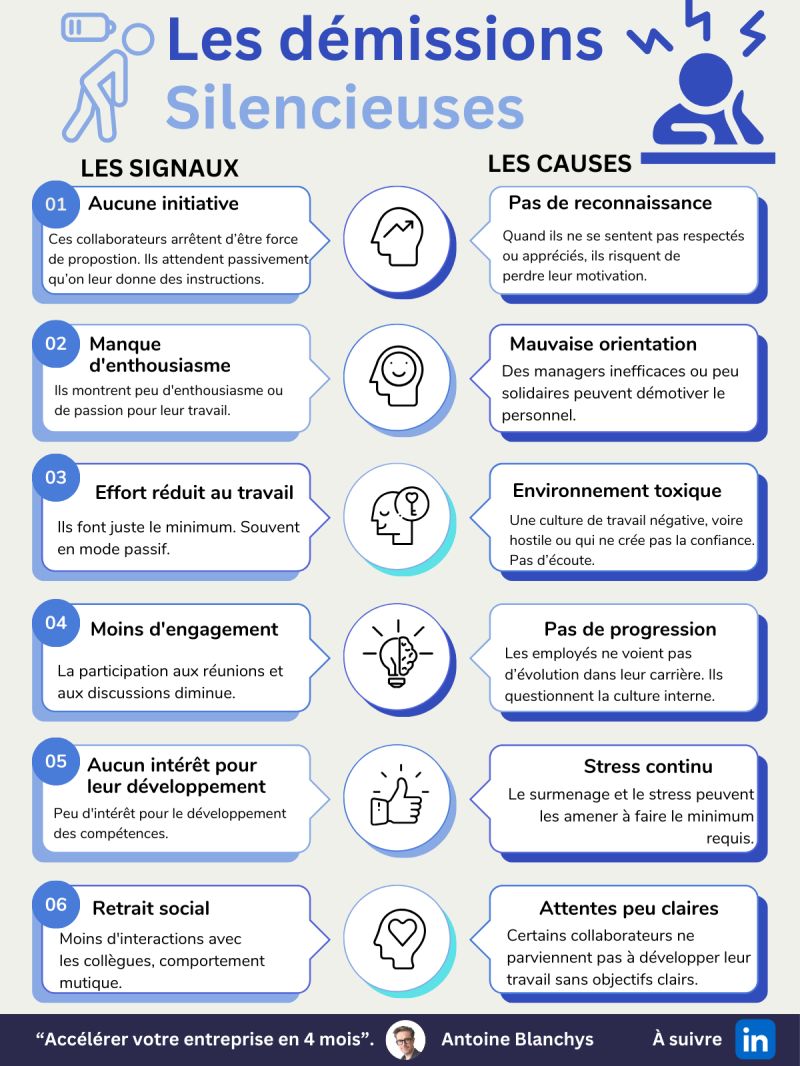 Les démissions
Silencieuses
LES SIGNAUX
LES CAUSES
01
Aucune initiative
Ces collaborateurs arrêtent d’être force
de propostion. Ils attendent passivement
qu’on leur donne des instructions.
Pas de reconnaissance
Quand ils ne se sentent pas respectés
ou appréciés, ils risquent de
perdre leur motivation.
02
Manque
d'enthousiasme
Ils montrent peu d'enthousiasme ou
de passion pour leur travail.
Mauvaise orientation
Des managers inefficaces ou peu
solidaires peuvent démotiver le
personnel.
03
Effort réduit au travail
Ils font juste le minimum. Souvent
en mode passif.
Environnement toxique
Une culture de travail négative, voire
hostile ou qui ne crée pas la confiance.
Pas d’écoute.
04
Moins d'engagement
La participation aux réunions et
aux discussions diminue.
Pas de progression
Les employés ne voient pas
d’évolution dans leur carrière. Ils
questionnent la culture interne.
05
Aucun intérêt pour
leur développement
Peu d'intérêt pour le développement
des compétences.
Stress continu
Le surmenage et le stress peuvent
les amener à faire le minimum
requis.
06
Retrait social
Moins d'interactions avec
les collègues, comportement
mutique.
Attentes peu claires
Certains collaborateurs ne
parviennent pas à développer leur
travail sans objectifs clairs.
“Accélérer votre entreprise en 4 mois”.
Antoine Blanchys
À suivre
in